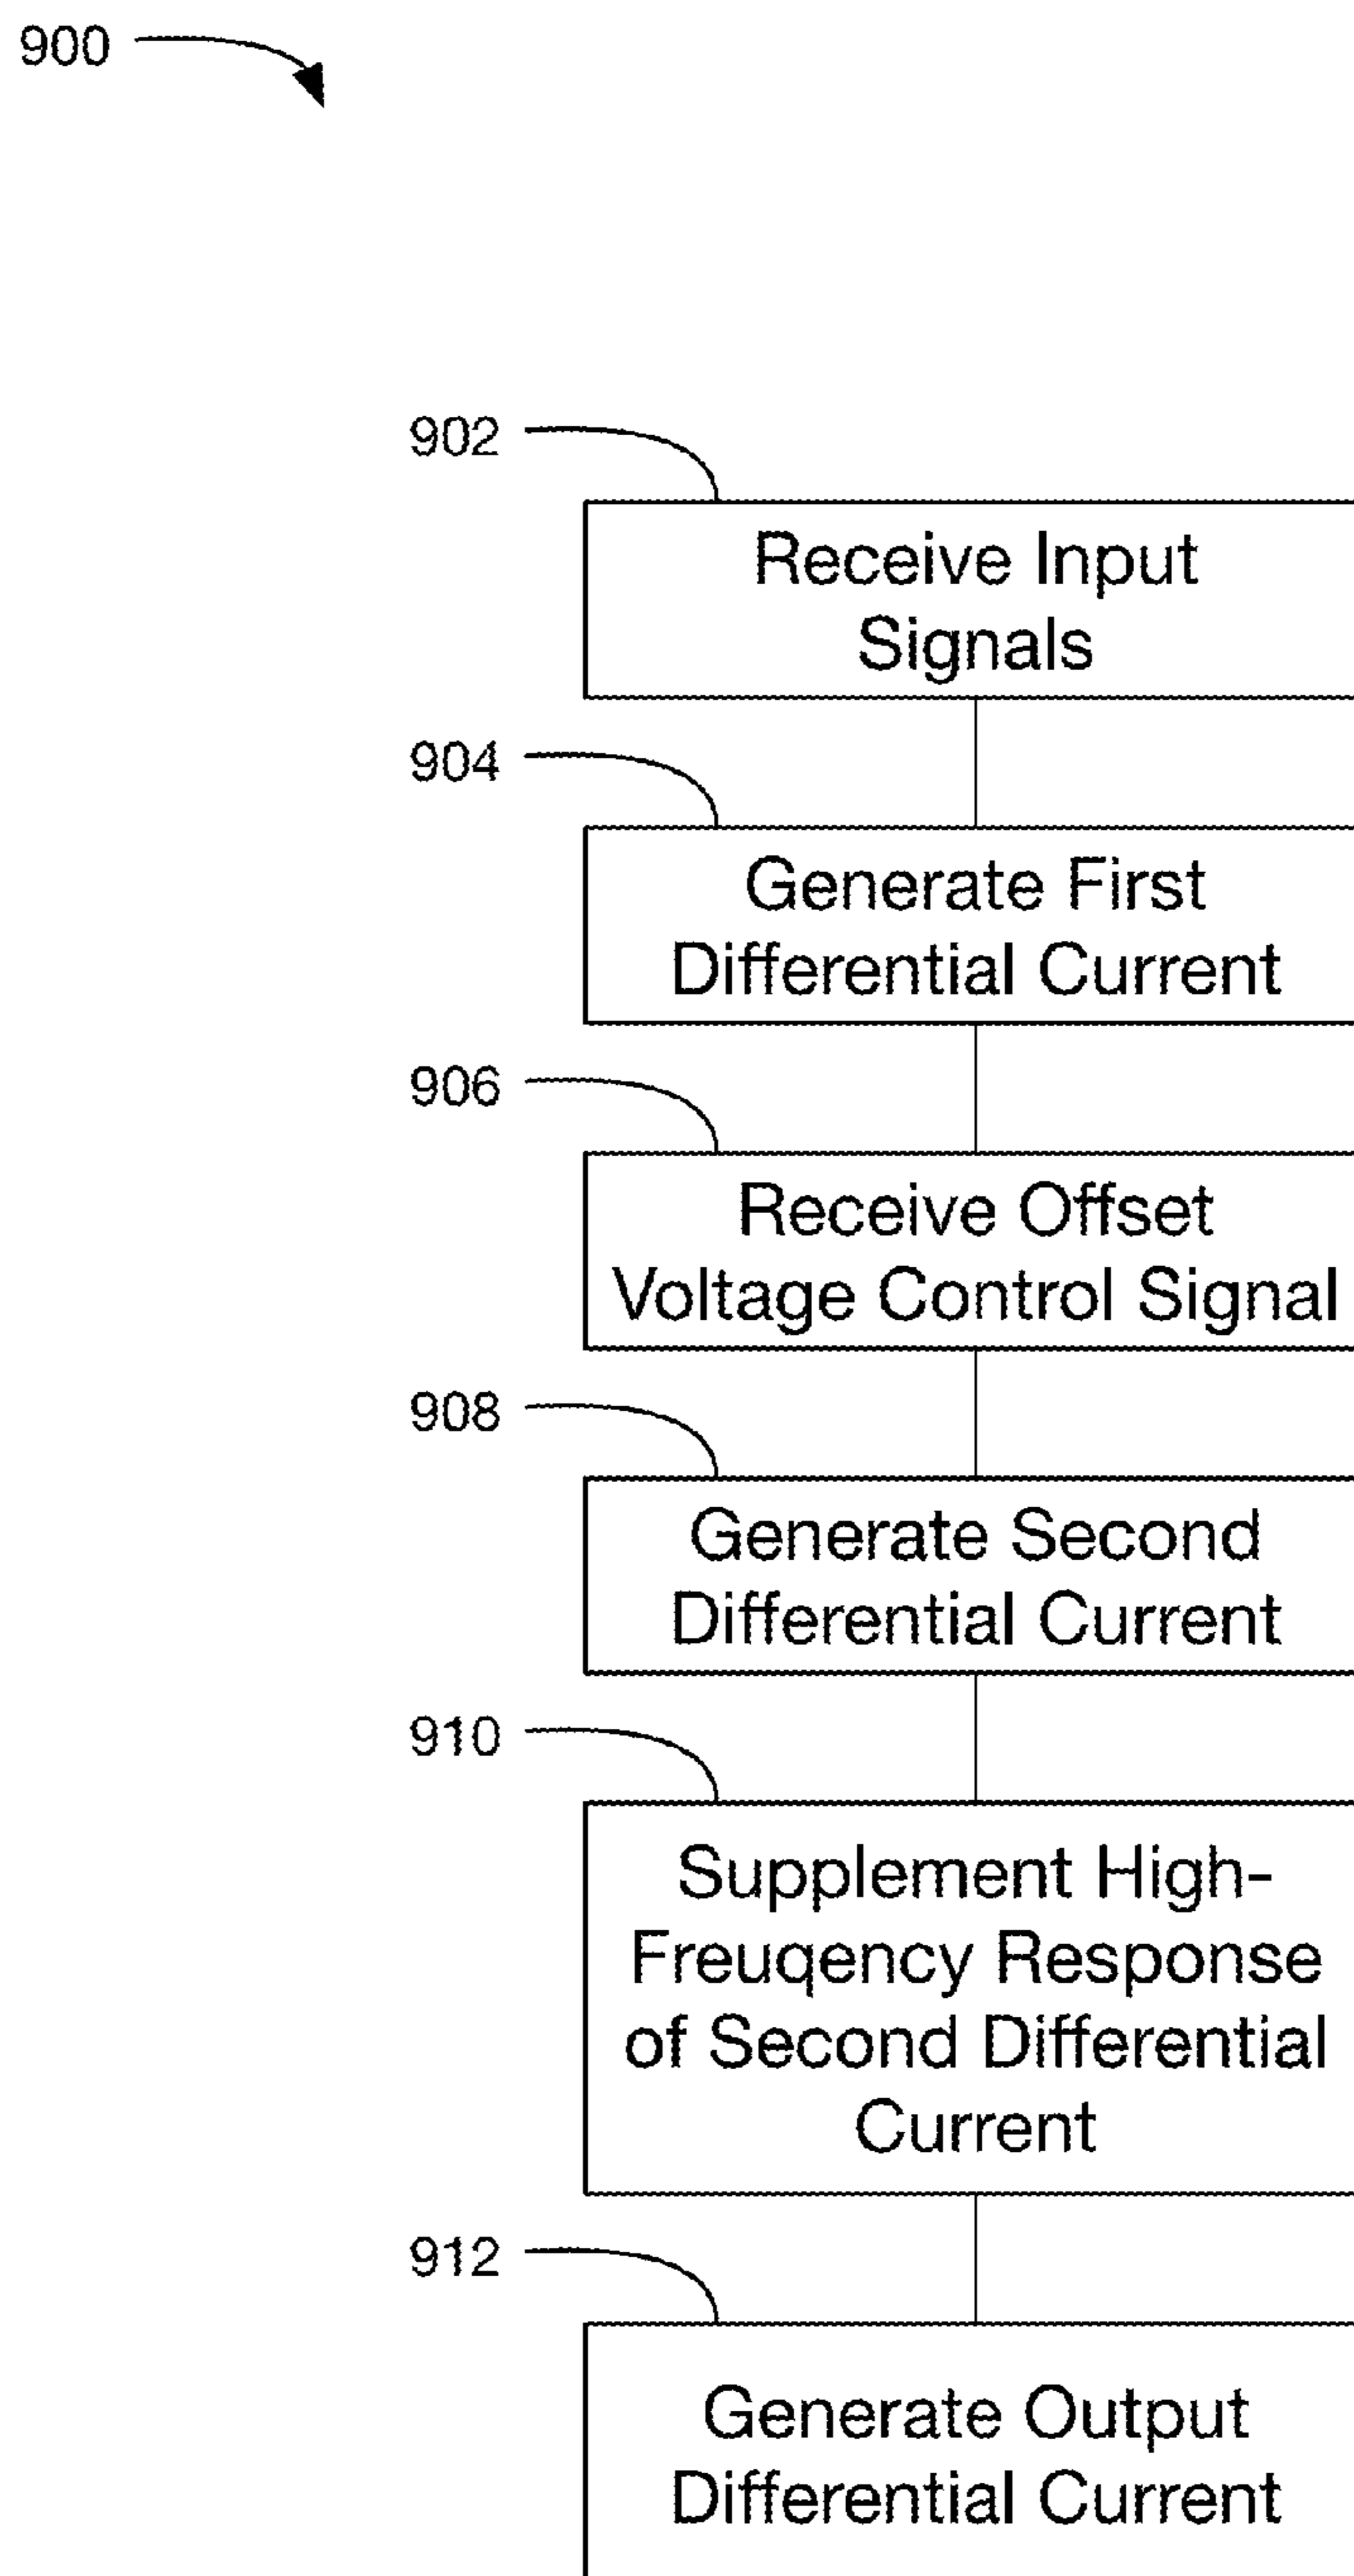 900
902
Receive Input
Signals
904
Generate First
Differential Current
906
Receive Offset
Voltage Control Signal
908
Generate Second
Differential Current
910
Supplement High-
Freuqency Response
of Second Differential
Current
912
Generate Output
Differential Current